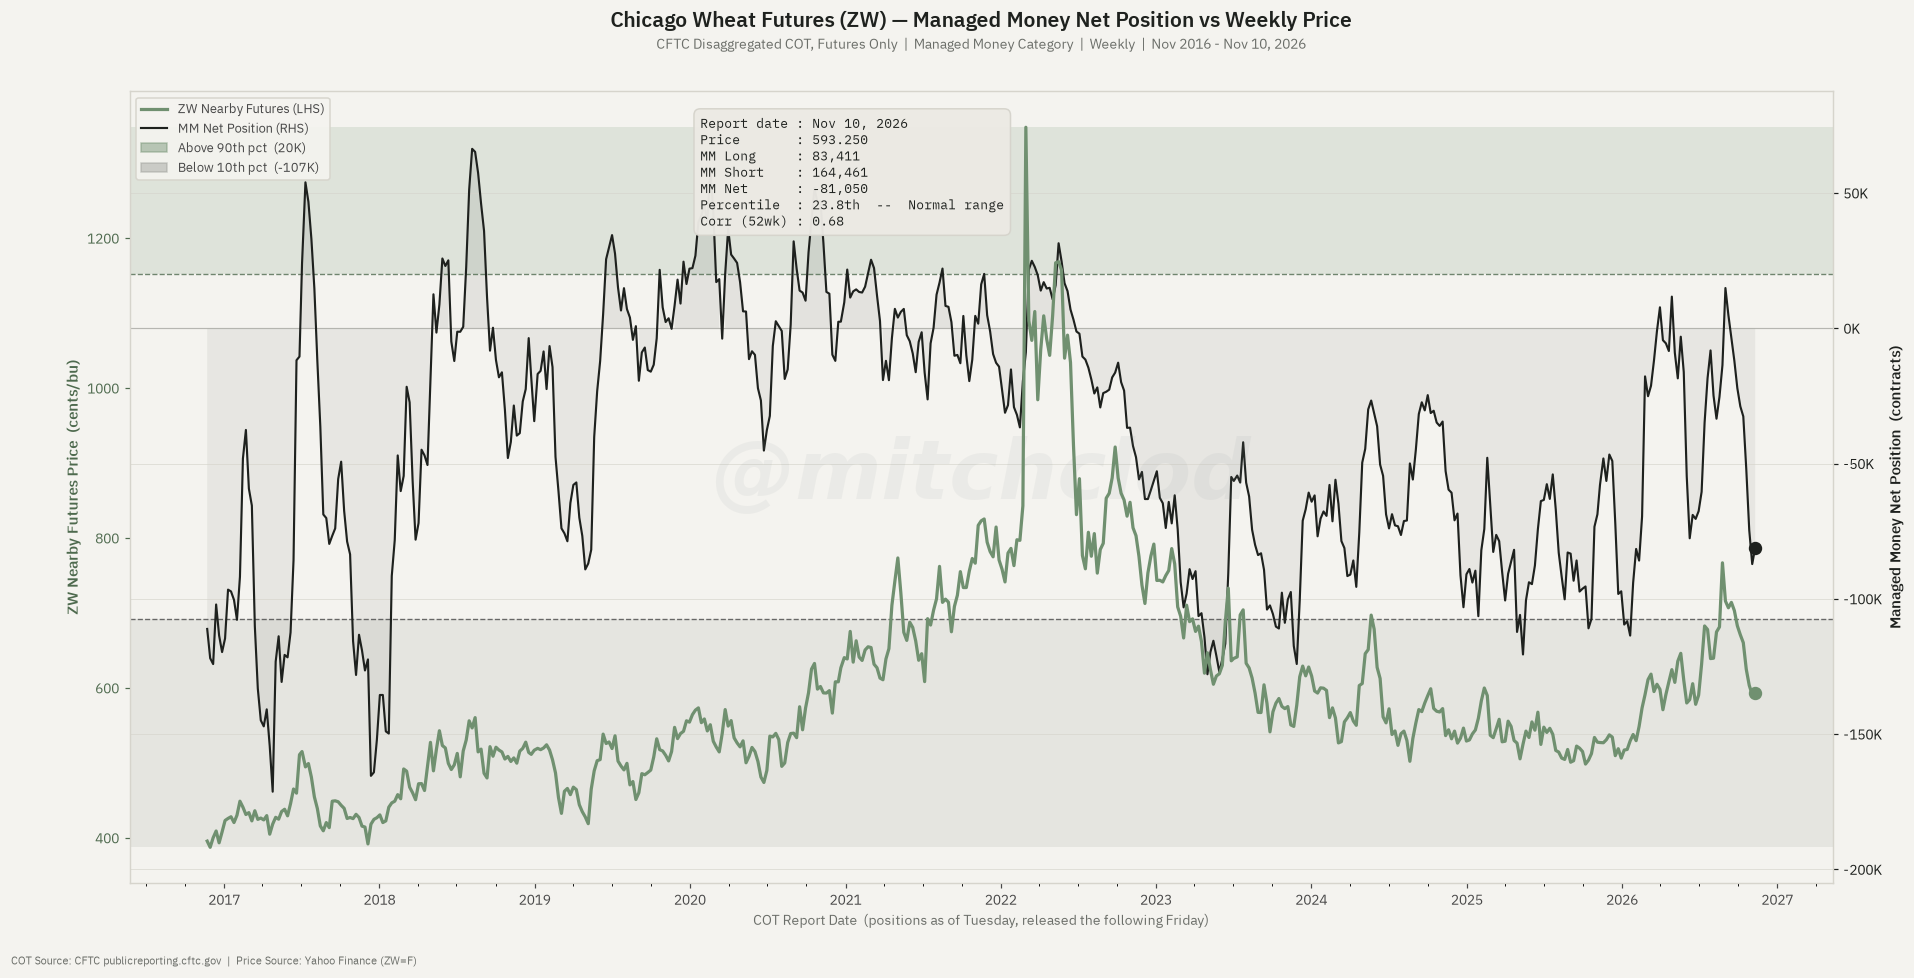 Chicago Wheat Futures (ZW) — Managed Money Net Position vs Weekly Price
CFTC Disaggregated COT, Futures Only | Managed Money Category | Weekly | Nov 2016 - Nov 10, 2026
ZW Nearby Futures (LHS)
MM Net Position (RHS)
Above 90th pct (20K)
Below 10th pct (-107K)
Report date : Nov 10, 2026
Price : 593.250
MM Long : 83,411
MM Short : 164,461
MM Net : -81,050
Percentile : 23.8th -- Normal range
Corr (52wk) : 0.68
1200
1000
800
600
400
ZW Nearby Futures Price (cents/bu)
@mitchclod
50K
0K
-50K
-100K
-150K
-200K
Managed Money Net Position (contracts)
2017 2018 2019 2020 2021 2022 2023 2024 2025 2026 2027
COT Report Date (positions as of Tuesday, released the following Friday)
COT Source: CFTC publicreporting.cftc.gov | Price Source: Yahoo Finance (ZW=F)